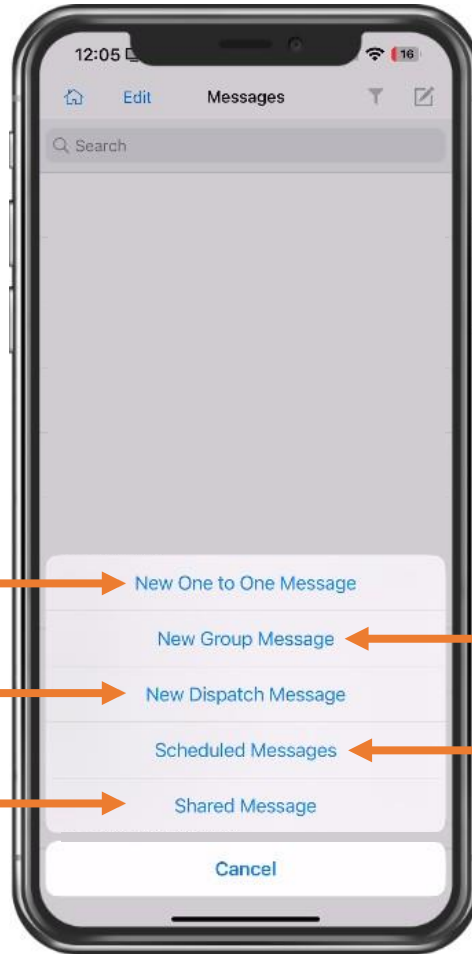 12:05
16
Edit Messages
Search
New One to One Message
New Group Message
New Dispatch Message
Scheduled Messages
Shared Message
Cancel